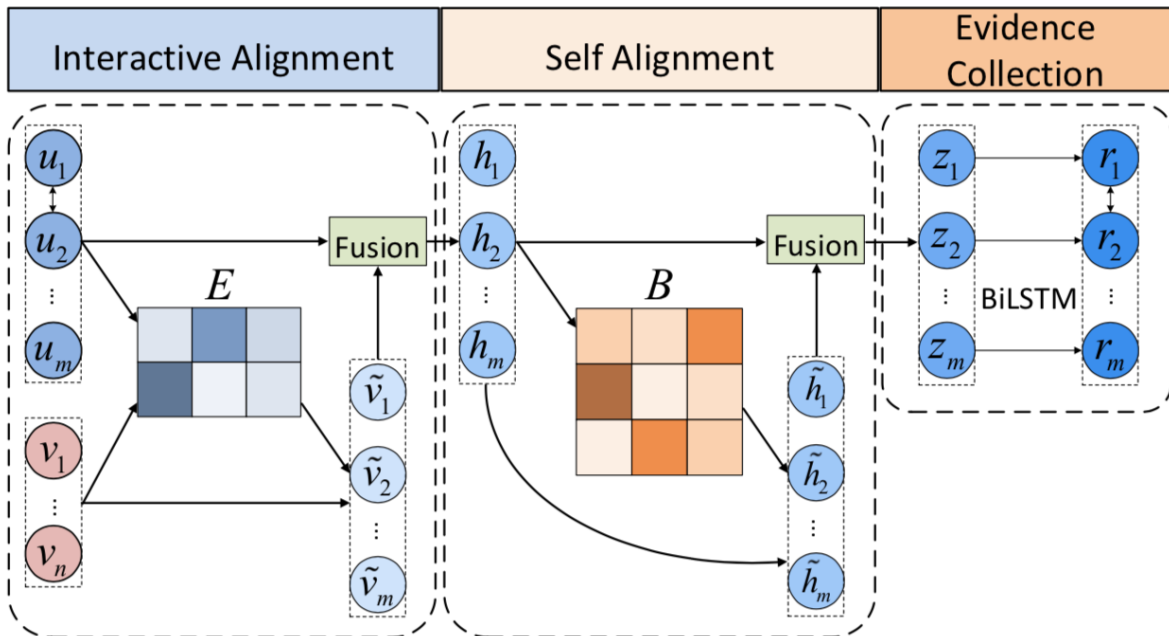 Interactive Alignment
Self Alignment
Evidence
Collection
u₁
u₂
⋮
uₘ
v₁
⋮
vₙ
E
Fusion
ṽ₁
ṽ₂
⋮
ṽₘ
h₁
h₂
⋮
hₘ
B
Fusion
h̃₁
h̃₂
⋮
h̃ₘ
z₁
z₂
⋮
zₘ
BiLSTM
r₁
r₂
⋮
rₘ